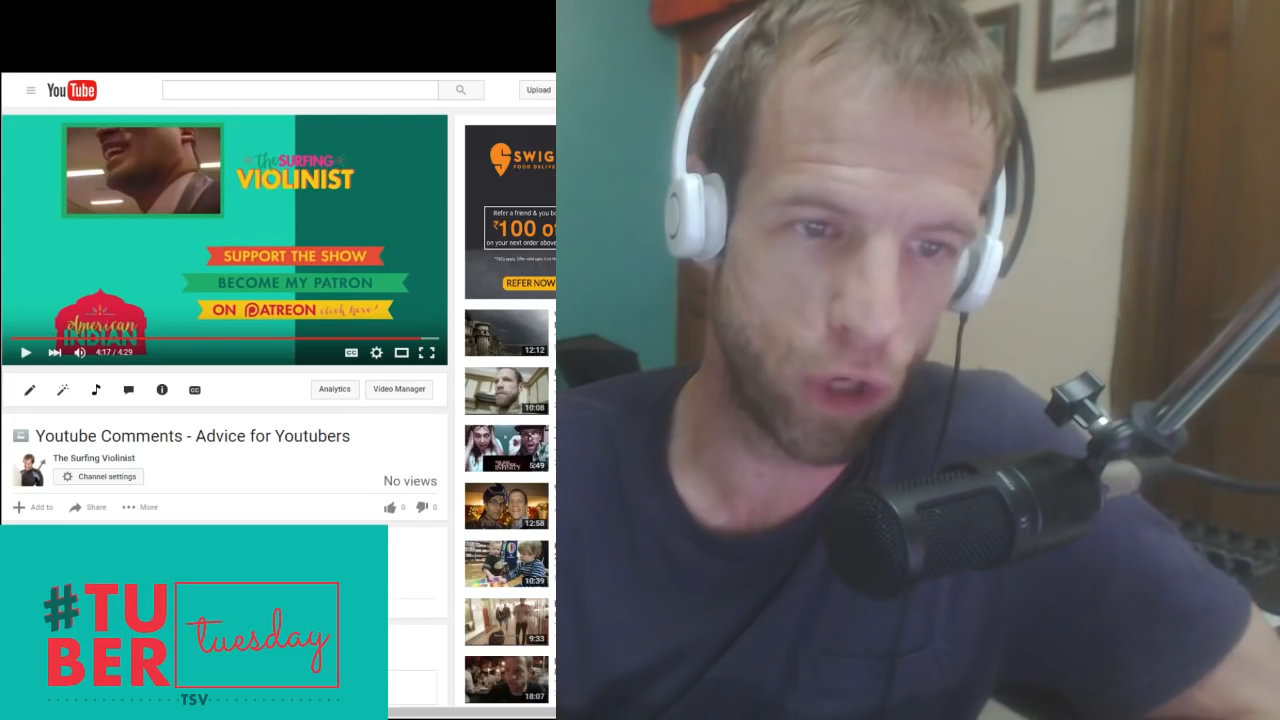 YouTube
Upload
the SURFING
VIOLINIST
SUPPORT THE SHOW
BECOME MY PATRON
ON PATREON click here!
American
INDIAN
4:17 / 4:29
CC
CC
Analytics
Video Manager
Youtube Comments - Advice for Youtubers
The Surfing Violinist
Channel settings
No views
Add to
Share
More
0
0
SWIG
FOOD DELIVE
Refer a friend & you
₹100
on your next order above
REFER NOW
12:12
10:08
5:49
12:58
10:39
9:33
18:07
#TU
BER
tuesday
TSV